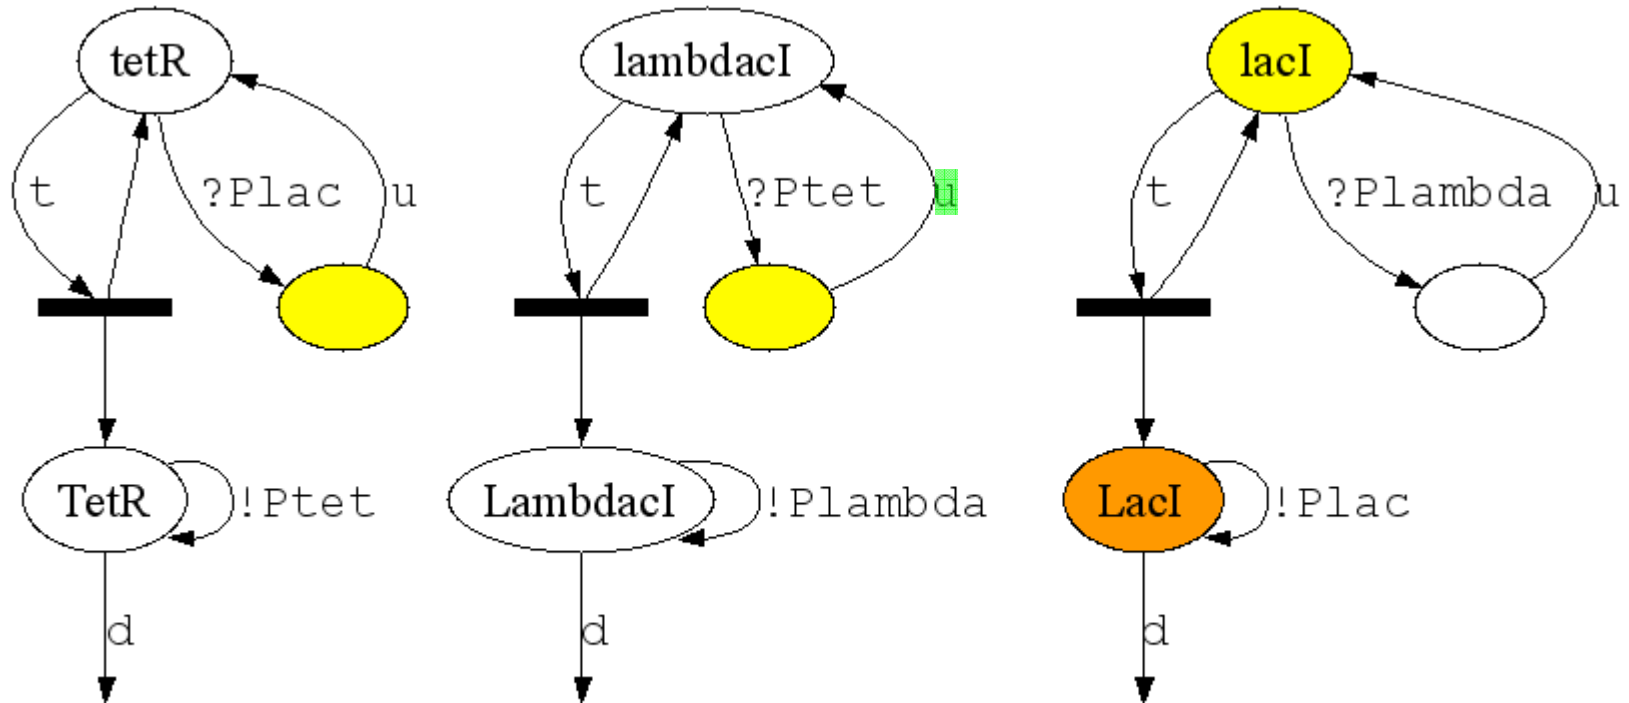 tetR lambdacI lacI
t ?Plac u t ?Ptet u t ?Plambda u
TetR !Ptet LambdacI !Plambda LacI !Plac
d d d